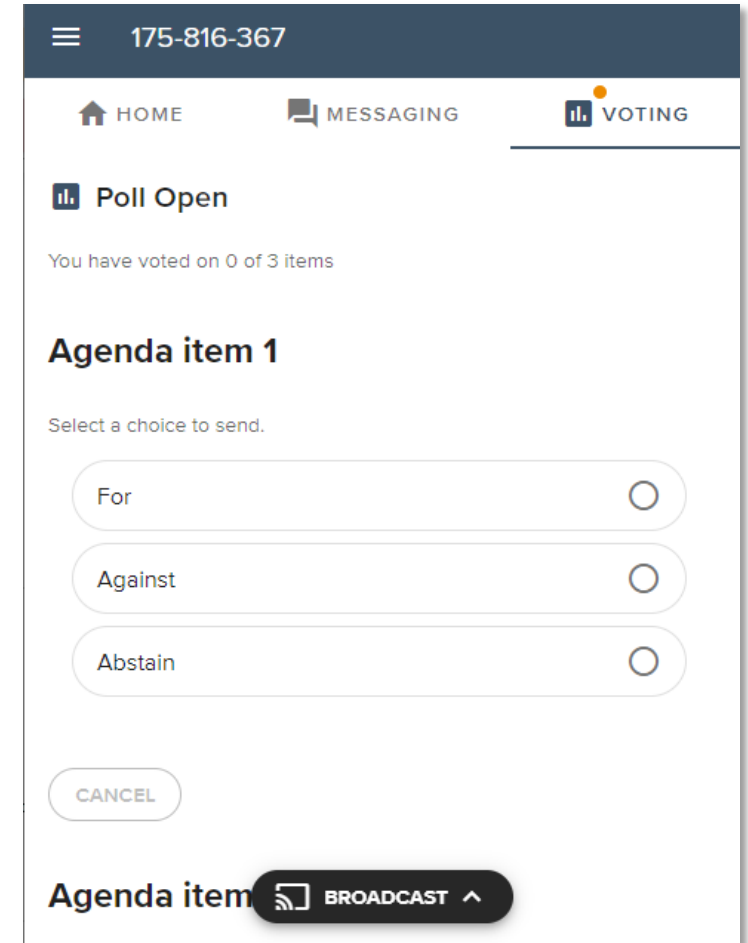 175-816-367
HOME MESSAGING VOTING
Poll Open
You have voted on 0 of 3 items
Agenda item 1
Select a choice to send.
For
Against
Abstain
CANCEL
Agenda item
BROADCAST